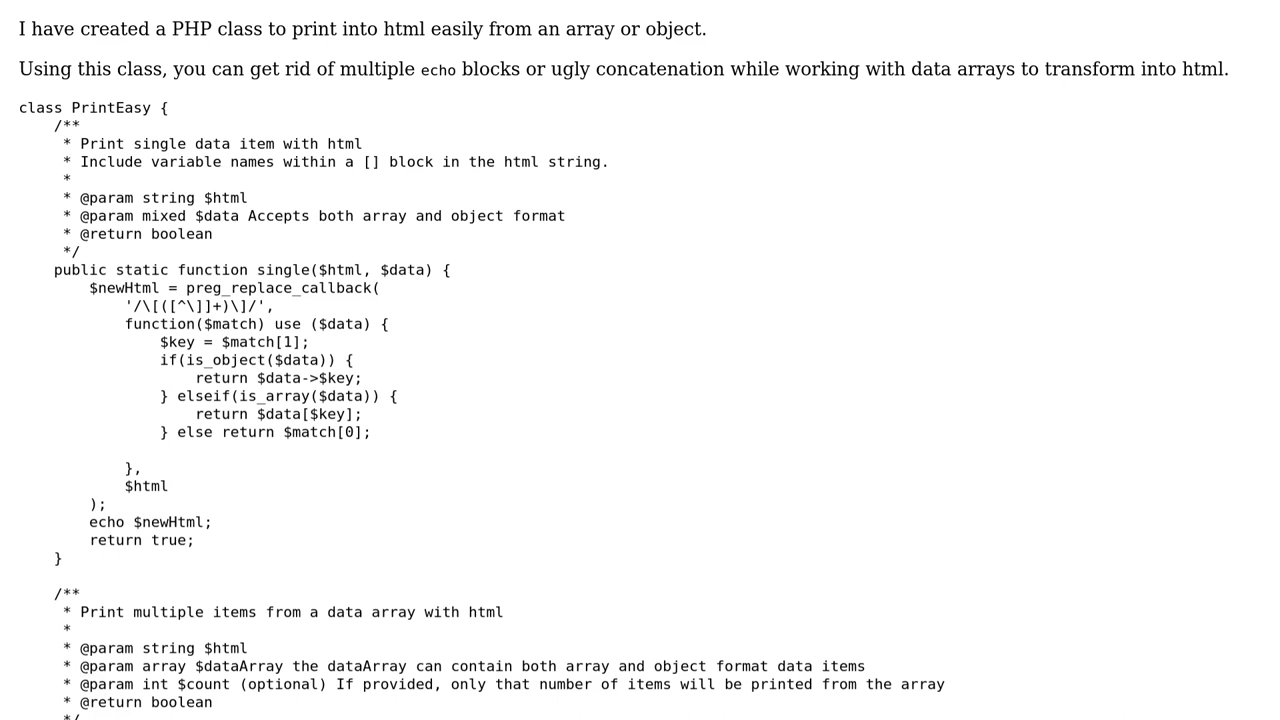 I have created a PHP class to print into html easily from an array or object.
Using this class, you can get rid of multiple echo blocks or ugly concatenation while working with data arrays to transform into html.
class PrintEasy {
    /**
     * Print single data item with html
     * Include variable names within a [] block in the html string.
     *
     * @param string $html
     * @param mixed $data Accepts both array and object format
     * @return boolean
     */
    public static function single($html, $data) {
        $newHtml = preg_replace_callback(
            '/\[([^\]]+)\]/',
            function($match) use ($data) {
                $key = $match[1];
                if(is_object($data)) {
                    return $data->$key;
                } elseif(is_array($data)) {
                    return $data[$key];
                } else return $match[0];

            },
            $html
        );
        echo $newHtml;
        return true;
    }

    /**
     * Print multiple items from a data array with html
     *
     * @param string $html
     * @param array $dataArray the dataArray can contain both array and object format data items
     * @param int $count (optional) If provided, only that number of items will be printed from the array
     * @return boolean
     */